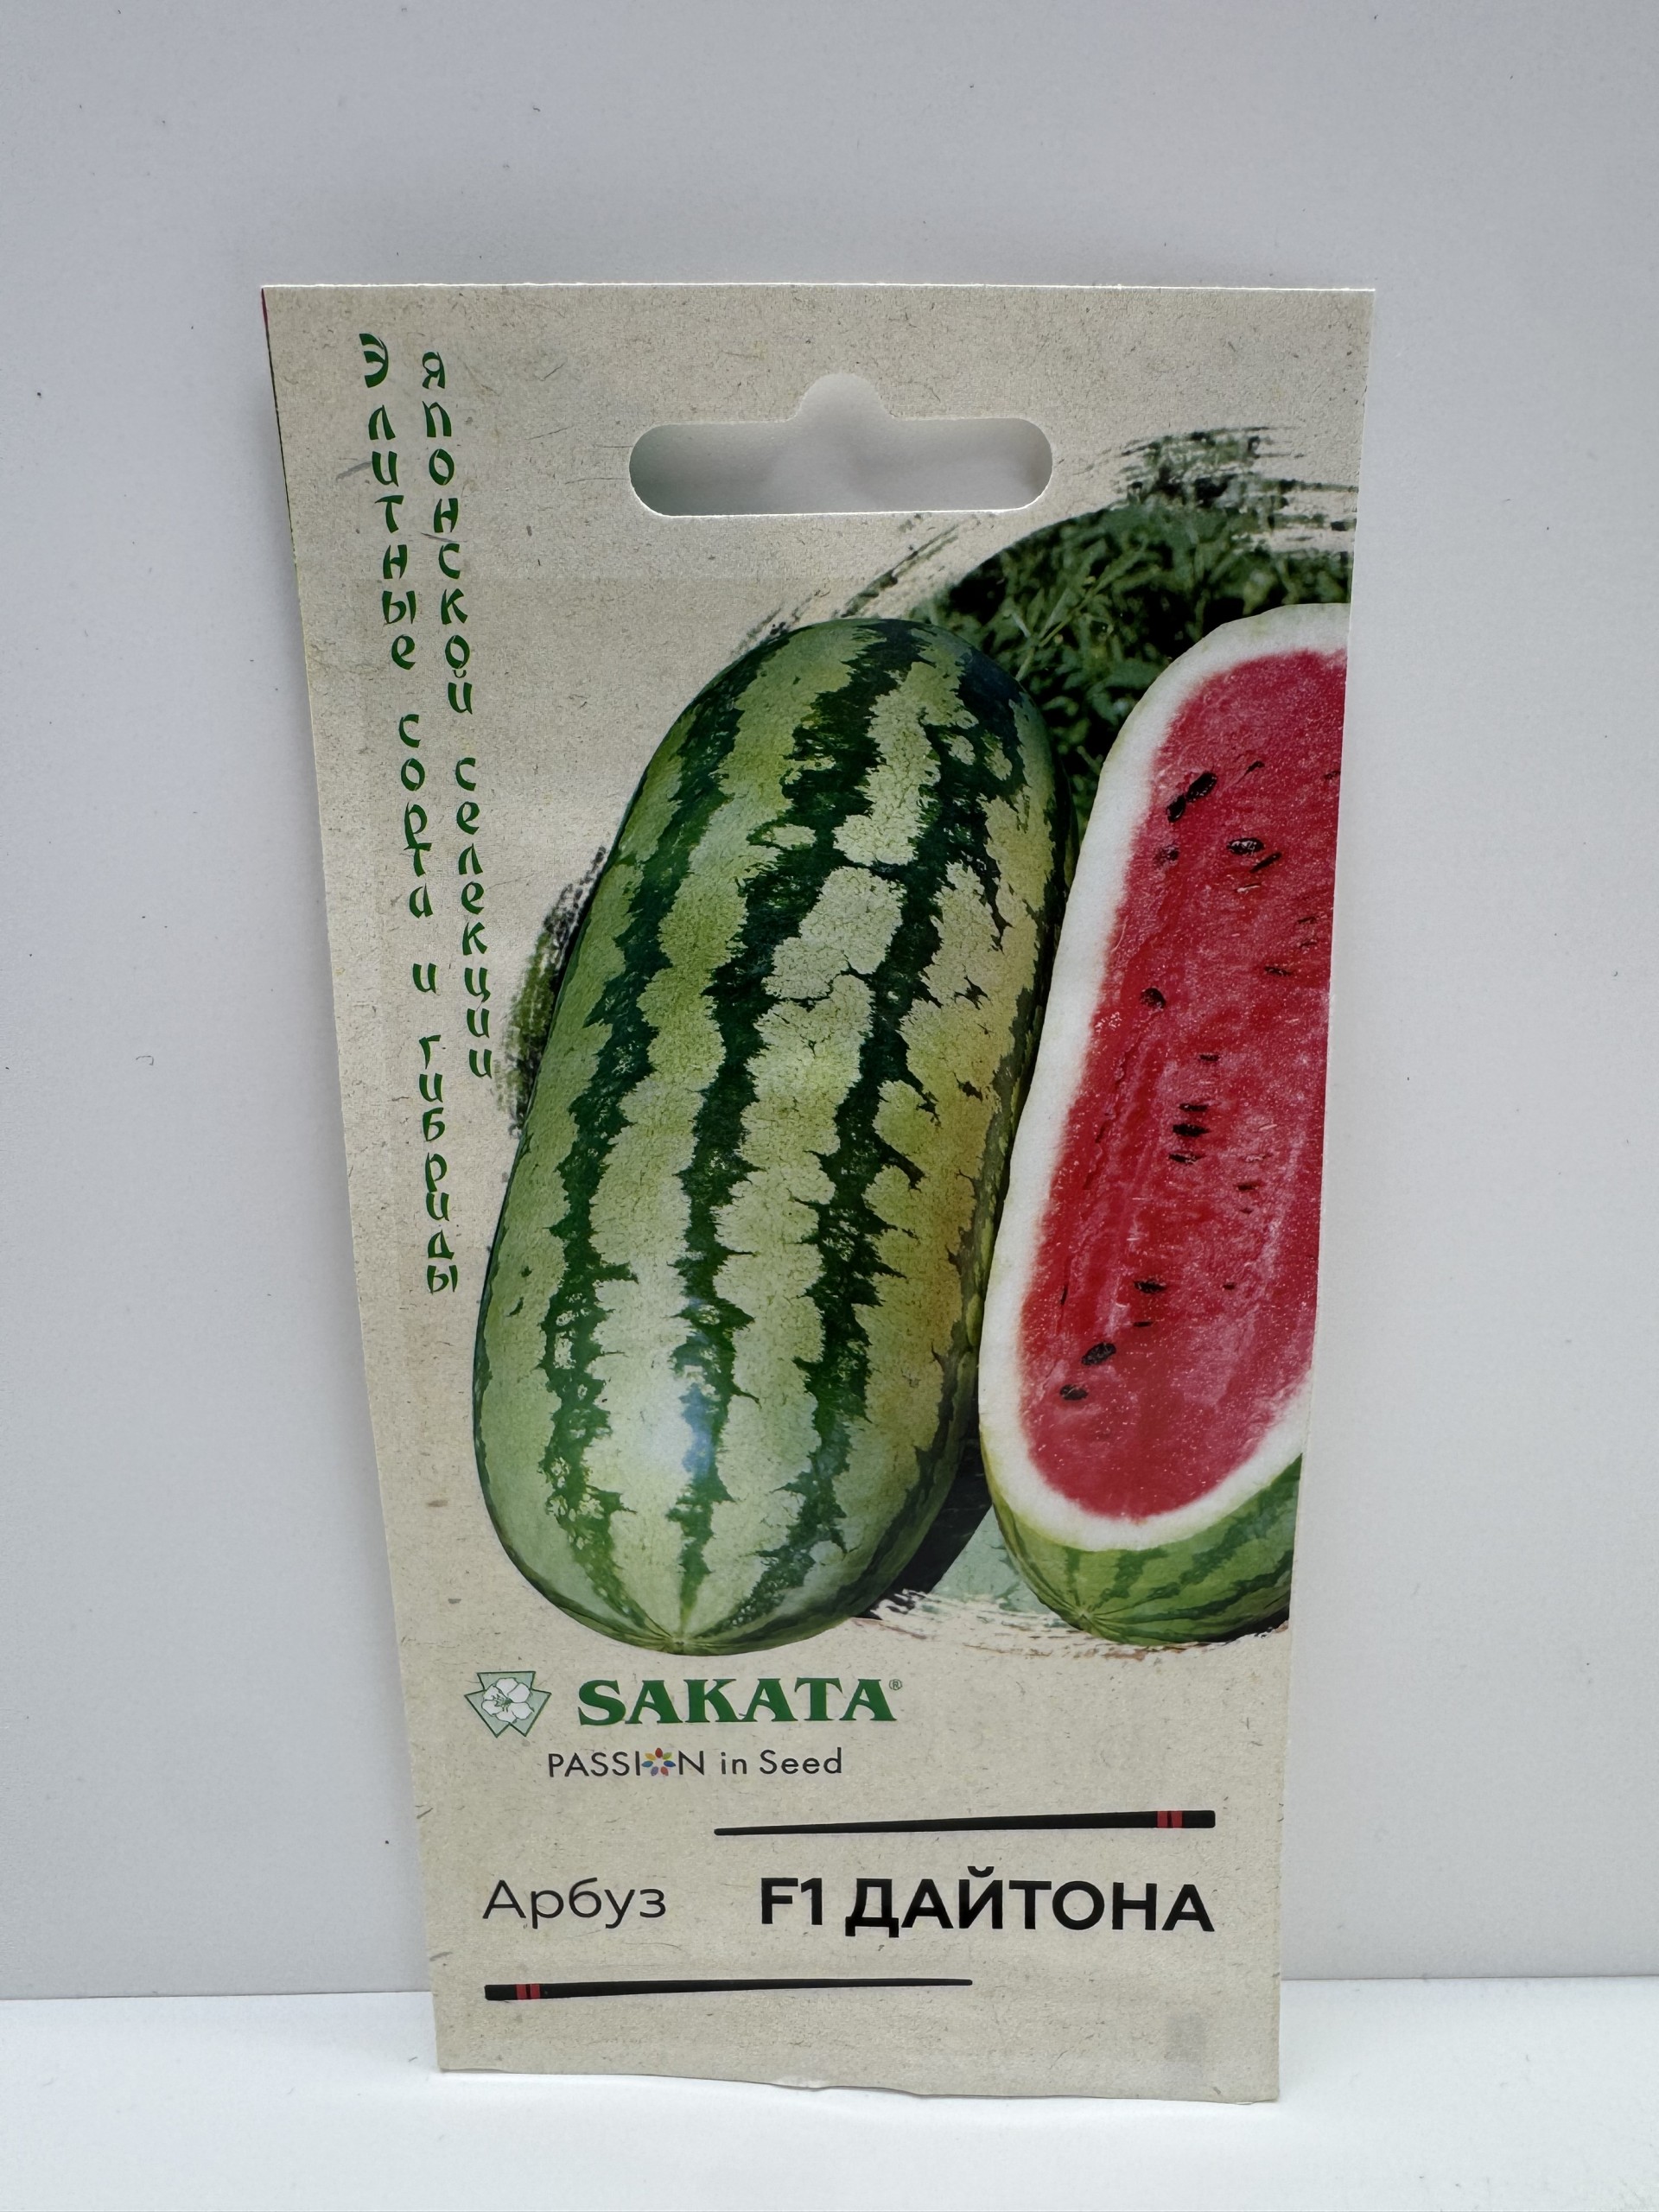 Элитные сорта и гибриды
японской селекции
SAKATA®
PASSION in Seed
Арбуз F1 ДАЙТОНА